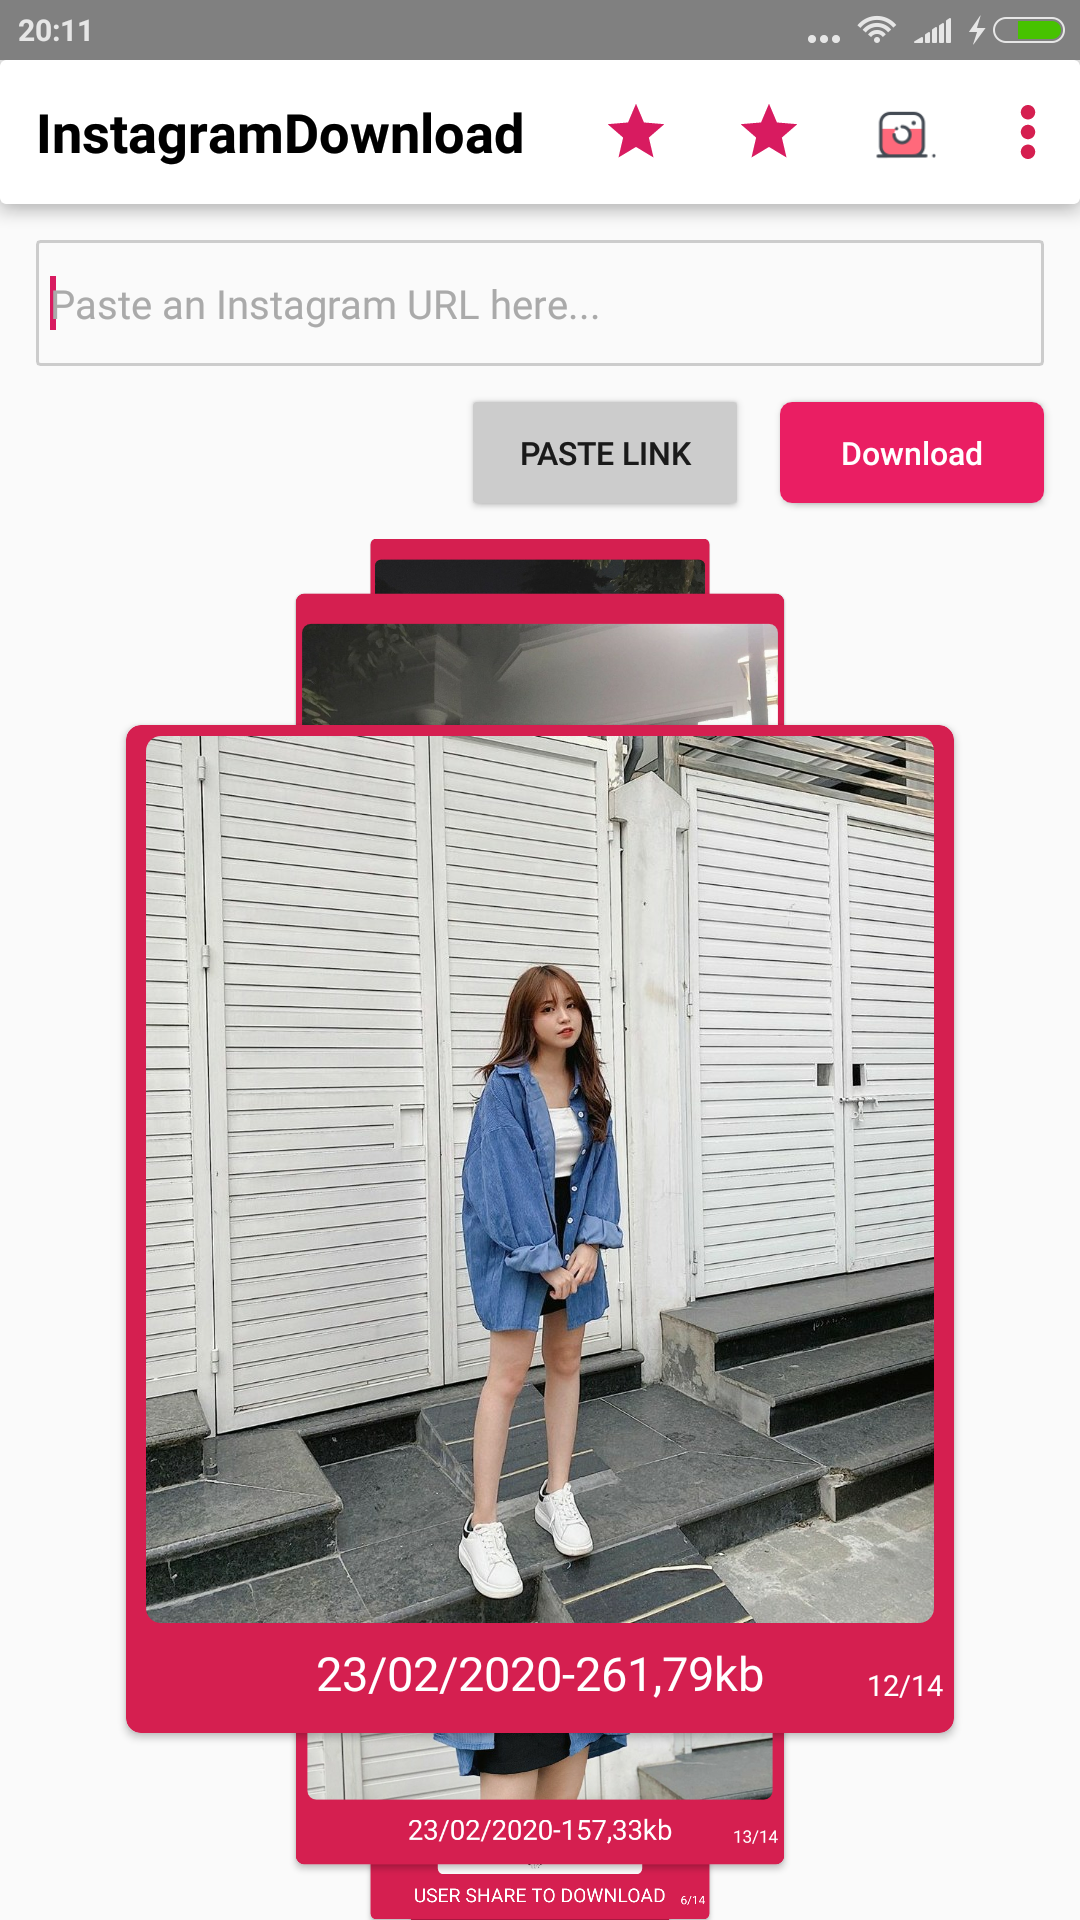 20:11
InstagramDownload
Paste an Instagram URL here...
PASTE LINK
Download
23/02/2020-261,79kb
12/14
23/02/2020-157,33kb
13/14
USER SHARE TO DOWNLOAD
6/14